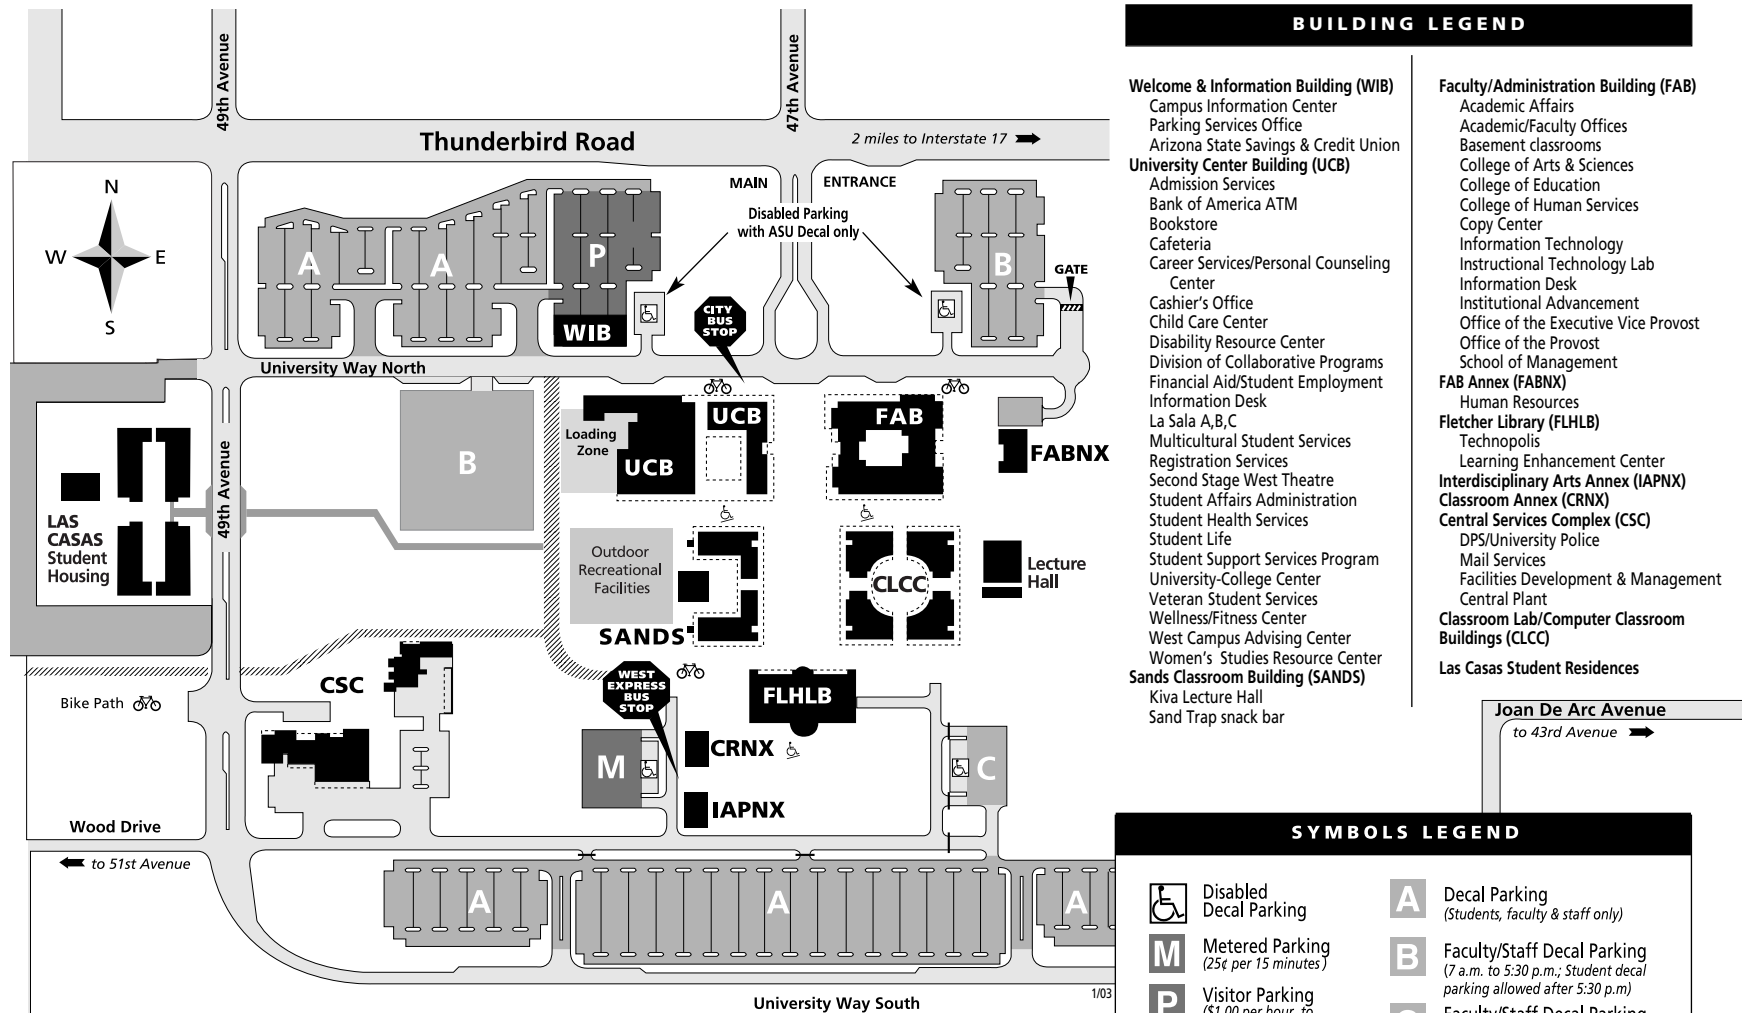 49th Avenue
47th Avenue
Thunderbird Road
2 miles to Interstate 17
MAIN ENTRANCE
Disabled Parking
with ASU Decal only
N
W E
S
A
A
P
B
GATE
WIB
CITY
BUS
STOP
University Way North
49th Avenue
B
Loading
Zone
UCB
UCB
FAB
FABNX
LAS
CASAS
Student
Housing
Outdoor
Recreational
Facilities
CLCC
Lecture
Hall
SANDS
CSC
WEST
EXPRESS
BUS
STOP
FLHLB
Bike Path
M
CRNX
C
IAPNX
Wood Drive
to 51st Avenue
A
A
A
University Way South
1/03
BUILDING LEGEND
Welcome & Information Building (WIB)
Campus Information Center
Parking Services Office
Arizona State Savings & Credit Union
University Center Building (UCB)
Admission Services
Bank of America ATM
Bookstore
Cafeteria
Career Services/Personal Counseling
Center
Cashier's Office
Child Care Center
Disability Resource Center
Division of Collaborative Programs
Financial Aid/Student Employment
Information Desk
La Sala A,B,C
Multicultural Student Services
Registration Services
Second Stage West Theatre
Student Affairs Administration
Student Health Services
Student Life
Student Support Services Program
University-College Center
Veteran Student Services
Wellness/Fitness Center
West Campus Advising Center
Women's Studies Resource Center
Sands Classroom Building (SANDS)
Kiva Lecture Hall
Sand Trap snack bar
Faculty/Administration Building (FAB)
Academic Affairs
Academic/Faculty Offices
Basement classrooms
College of Arts & Sciences
College of Education
College of Human Services
Copy Center
Information Technology
Instructional Technology Lab
Information Desk
Institutional Advancement
Office of the Executive Vice Provost
Office of the Provost
School of Management
FAB Annex (FABNX)
Human Resources
Fletcher Library (FLHLB)
Technopolis
Learning Enhancement Center
Interdisciplinary Arts Annex (IAPNX)
Classroom Annex (CRNX)
Central Services Complex (CSC)
DPS/University Police
Mail Services
Facilities Development & Management
Central Plant
Classroom Lab/Computer Classroom
Buildings (CLCC)
Las Casas Student Residences
Joan De Arc Avenue
to 43rd Avenue
SYMBOLS LEGEND
Disabled
Decal Parking
M
Metered Parking
(25¢ per 15 minutes)
P
Visitor Parking
($1.00 per hour, to
A
Decal Parking
(Students, faculty & staff only)
B
Faculty/Staff Decal Parking
(7 a.m. to 5:30 p.m.; Student decal
parking allowed after 5:30 p.m)
Faculty/Staff Decal Parking